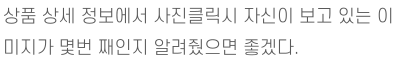 상품 상세 정보에서 사진클릭시 자신이 보고 있는 이
미지가 몇번 째인지 알려줬으면 좋겠다.